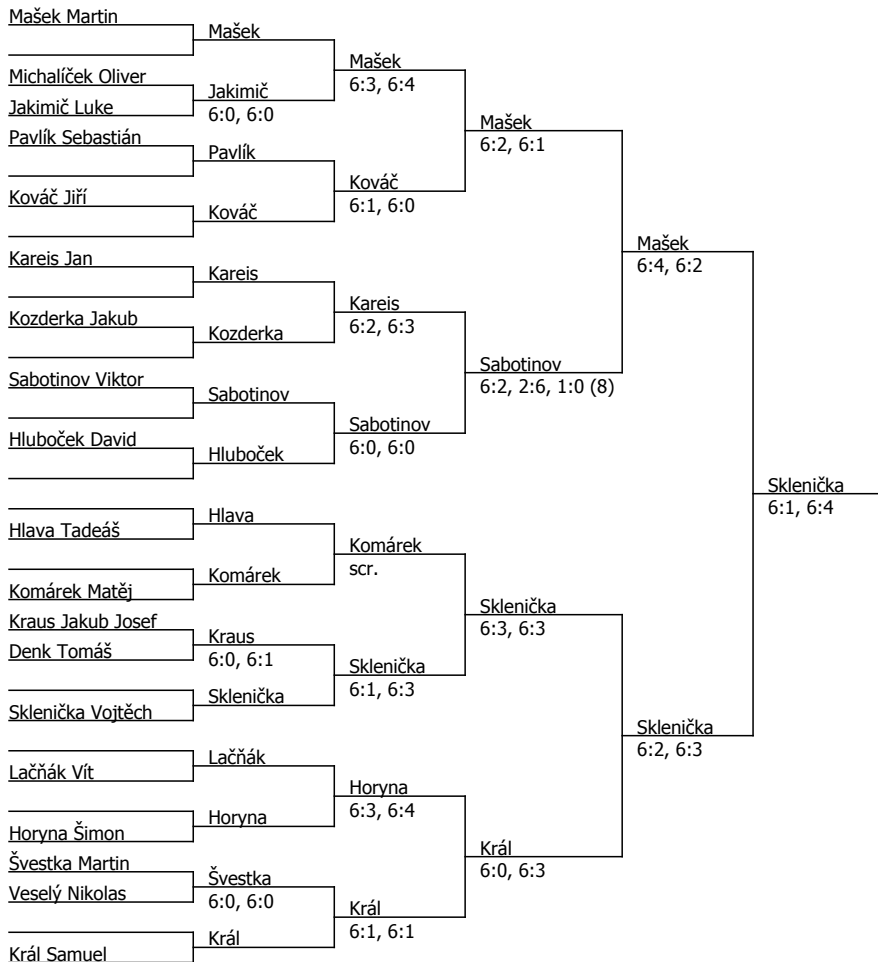 Mašek Martin
Mašek
Mašek
6:3, 6:4
Michalíček Oliver
Jakimič
6:0, 6:0
Jakimič Luke
Mašek
6:2, 6:1
Pavlík Sebastián
Pavlík
Kováč
6:1, 6:0
Kováč Jiří
Kováč
Mašek
6:4, 6:2
Kareis Jan
Kareis
Kareis
6:2, 6:3
Kozderka Jakub
Kozderka
Sabotinov
6:2, 2:6, 1:0 (8)
Sabotinov Viktor
Sabotinov
Sabotinov
6:0, 6:0
Hluboček David
Hluboček
Sklenička
6:1, 6:4
Hlava
Hlava Tadeáš
Komárek
scr.
Komárek
Komárek Matěj
Sklenička
6:3, 6:3
Kraus Jakub Josef
Kraus
6:0, 6:1
Denk Tomáš
Sklenička
6:1, 6:3
Sklenička
Sklenička Vojtěch
Sklenička
6:2, 6:3
Lačňák
Lačňák Vít
Horyna
6:3, 6:4
Horyna
Horyna Šimon
Král
6:0, 6:3
Švestka Martin
Švestka
6:0, 6:0
Veselý Nikolas
Král
6:1, 6:1
Král
Král Samuel